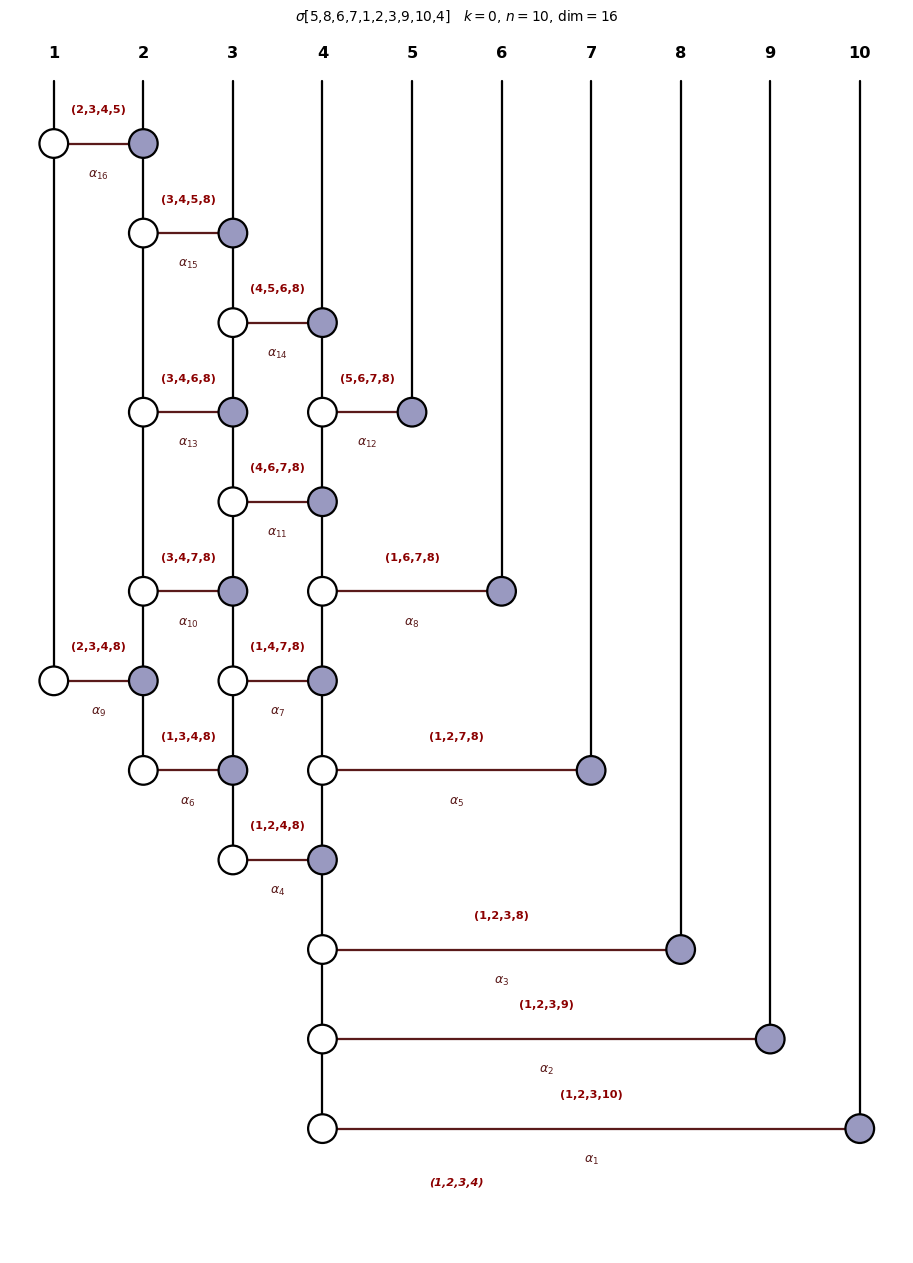 σ[5,8,6,7,1,2,3,9,10,4] k=0, n=10, dim=16
1 2 3 4 5 6 7 8 9 10
(2,3,4,5)
α₁₆
(3,4,5,8)
α₁₅
(4,5,6,8)
α₁₄
(3,4,6,8) (5,6,7,8)
α₁₃ α₁₂
(4,6,7,8)
α₁₁
(3,4,7,8) (1,6,7,8)
α₁₀ α₈
(2,3,4,8) (1,4,7,8)
α₉ α₇
(1,3,4,8) (1,2,7,8)
α₆ α₅
(1,2,4,8)
α₄
(1,2,3,8)
α₃
(1,2,3,9)
α₂
(1,2,3,10)
α₁
(1,2,3,4)